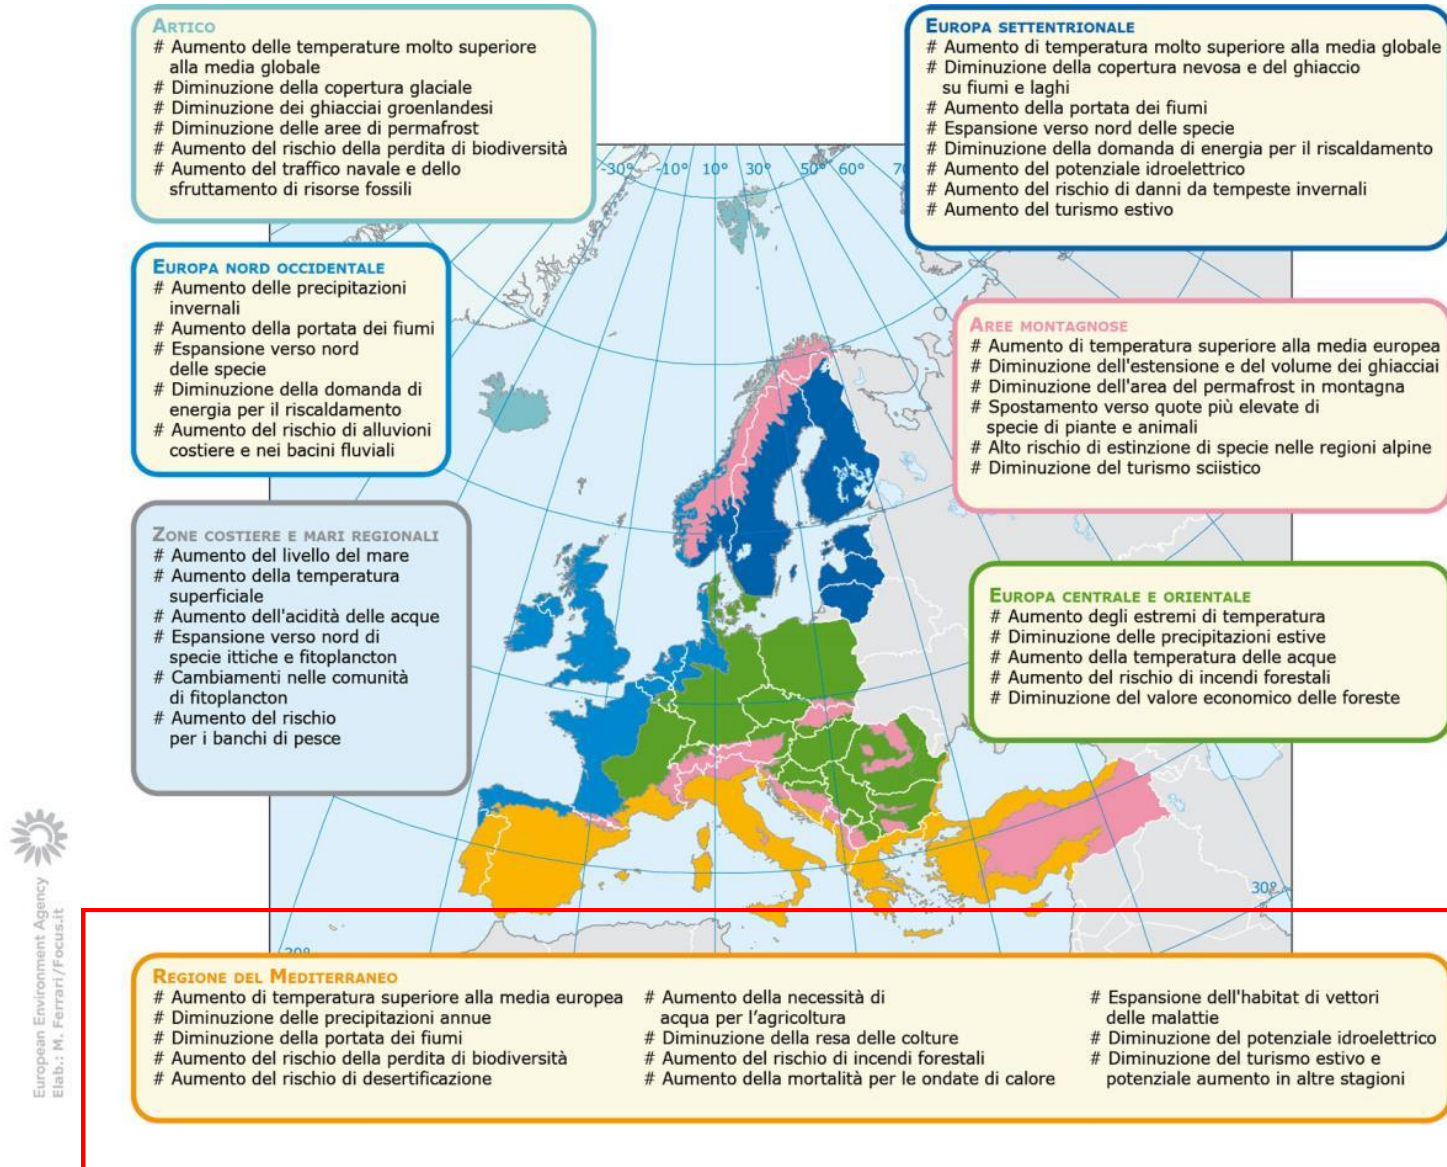 ARTICO
# Aumento delle temperature molto superiore
alla media globale
# Diminuzione della copertura glaciale
# Diminuzione dei ghiacciai groenlandesi
# Diminuzione delle aree di permafrost
# Aumento del rischio della perdita di biodiversità
# Aumento del traffico navale e dello
sfruttamento di risorse fossili
EUROPA SETTENTRIONALE
# Aumento di temperatura molto superiore alla media globale
# Diminuzione della copertura nevosa e del ghiaccio
su fiumi e laghi
# Aumento della portata dei fiumi
# Espansione verso nord delle specie
# Diminuzione della domanda di energia per il riscaldamento
# Aumento del potenziale idroelettrico
# Aumento del rischio di danni da tempeste invernali
# Aumento del turismo estivo
-30° -10° 10° 30° 50° 60°
EUROPA NORD OCCIDENTALE
# Aumento delle precipitazioni
invernali
# Aumento della portata dei fiumi
# Espansione verso nord
delle specie
# Diminuzione della domanda di
energia per il riscaldamento
# Aumento del rischio di alluvioni
costiere e nei bacini fluviali
AREE MONTAGNOSE
# Aumento di temperatura superiore alla media europea
# Diminuzione dell'estensione e del volume dei ghiacciai
# Diminuzione dell'area del permafrost in montagna
# Spostamento verso quote più elevate di
specie di piante e animali
# Alto rischio di estinzione di specie nelle regioni alpine
# Diminuzione del turismo sciistico
ZONE COSTIERE E MARI REGIONALI
# Aumento del livello del mare
# Aumento della temperatura
superficiale
# Aumento dell'acidità delle acque
# Espansione verso nord di
specie ittiche e fitoplancton
# Cambiamenti nelle comunità
di fitoplancton
# Aumento del rischio
per i banchi di pesce
EUROPA CENTRALE E ORIENTALE
# Aumento degli estremi di temperatura
# Diminuzione delle precipitazioni estive
# Aumento della temperatura delle acque
# Aumento del rischio di incendi forestali
# Diminuzione del valore economico delle foreste
30°
REGIONE DEL MEDITERRANEO
# Aumento di temperatura superiore alla media europea
# Diminuzione delle precipitazioni annue
# Diminuzione della portata dei fiumi
# Aumento del rischio della perdita di biodiversità
# Aumento del rischio di desertificazione
# Aumento della necessità di
acqua per l'agricoltura
# Diminuzione della resa delle colture
# Aumento del rischio di incendi forestali
# Aumento della mortalità per le ondate di calore
# Espansione dell'habitat di vettori
delle malattie
# Diminuzione del potenziale idroelettrico
# Diminuzione del turismo estivo e
potenziale aumento in altre stagioni
European Environment Agency
Elab.: M. Ferrari/Focus.it